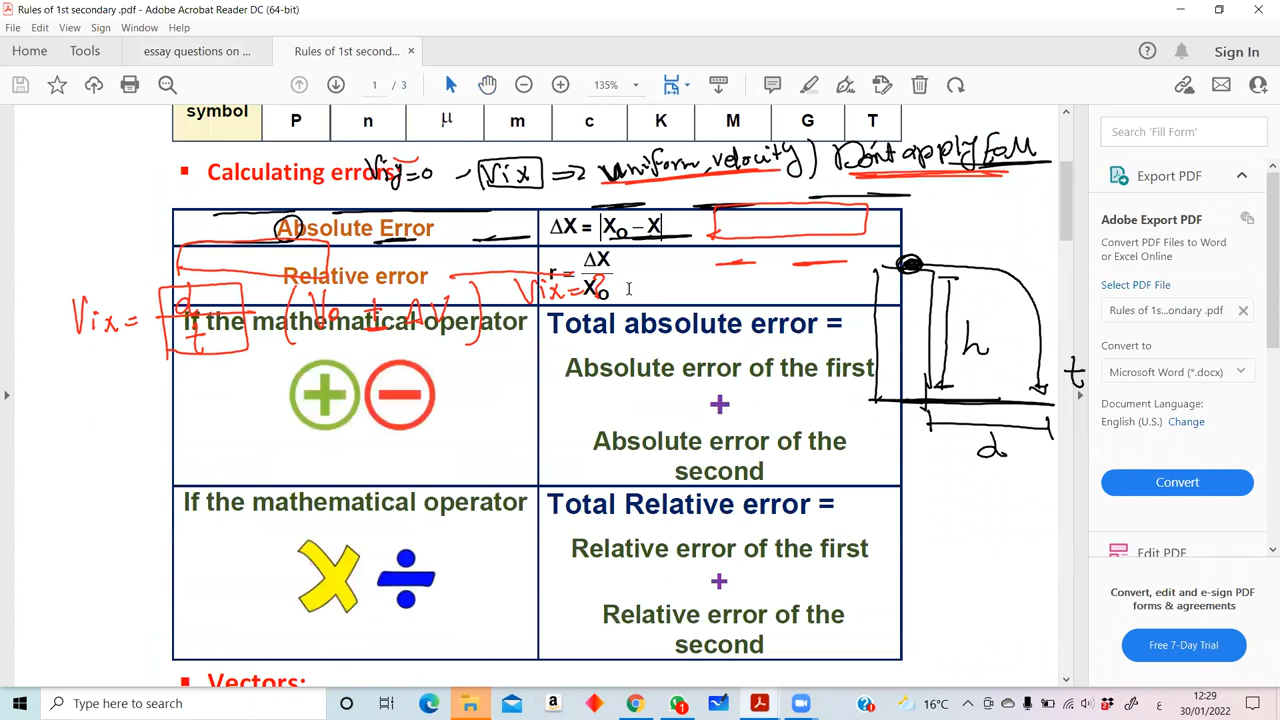 Rules of 1st secondary .pdf - Adobe Acrobat Reader DC (64-bit)
File Edit View Sign Window Help
Home Tools essay questions on ... Rules of 1st second... × Sign In
1 / 3 135%
symbol P n μ m c K M G T
Calculating errors
Viy=0 - Vix ⇒ uniform velocity) Don't apply fall
Absolute Error ΔX = |X₀ − X|
Relative error r = ΔX / X₀
Vix = d / t (V₀ ± ΔV) Vix = ?
If the mathematical operator Total absolute error =
Absolute error of the first
+
Absolute error of the
second
If the mathematical operator Total Relative error =
Relative error of the first
+
Relative error of the
second
Vectors:
h
t
d
Search 'Fill Form'
Export PDF
Adobe Export PDF
Convert PDF Files to Word
or Excel Online
Select PDF File
Rules of 1s...ondary .pdf
Convert to
Microsoft Word (*.docx)
Document Language:
English (U.S.) Change
Convert
Edit PDF
Convert, edit and e-sign PDF
forms & agreements
Free 7-Day Trial
Type here to search
16°C
12:29
30/01/2022